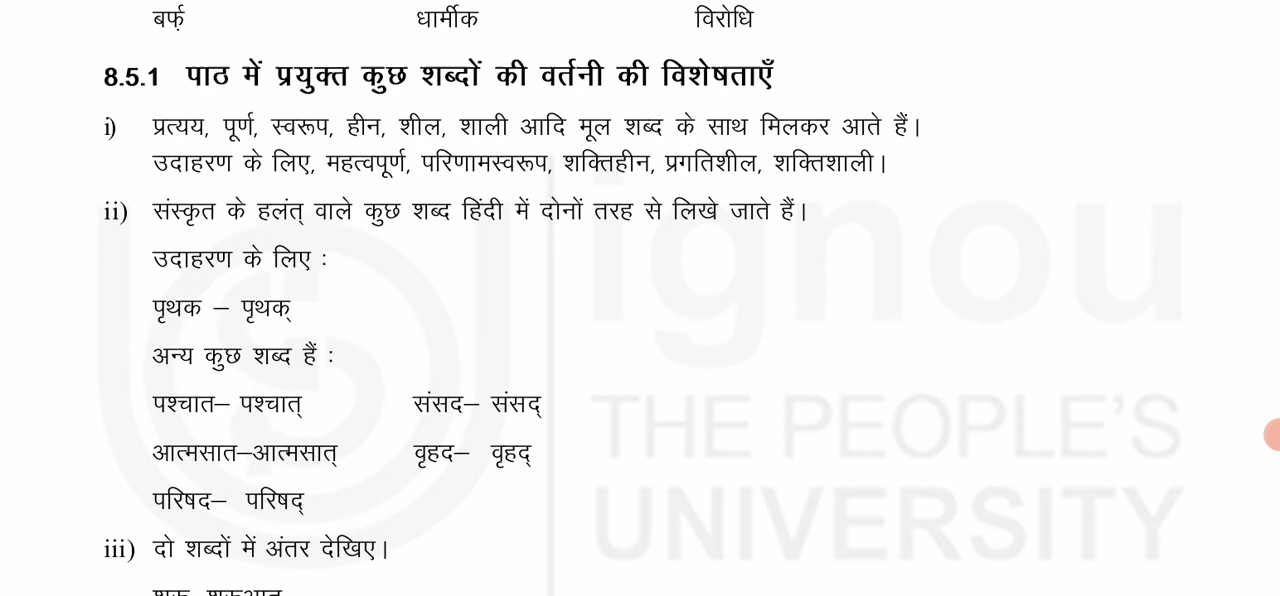 बर्फ़ धार्मीक विरोधि
8.5.1 पाठ में प्रयुक्त कुछ शब्दों की वर्तनी की विशेषताएँ
i) प्रत्यय, पूर्ण, स्वरूप, हीन, शील, शाली आदि मूल शब्द के साथ मिलकर आते हैं।
उदाहरण के लिए, महत्वपूर्ण, परिणामस्वरूप, शक्तिहीन, प्रगतिशील, शक्तिशाली।
ii) संस्कृत के हलंत् वाले कुछ शब्द हिंदी में दोनों तरह से लिखे जाते हैं।
उदाहरण के लिए :
पृथक – पृथक्
अन्य कुछ शब्द हैं :
पश्चात– पश्चात् संसद– संसद्
आत्मसात–आत्मसात् वृहद– वृहद्
परिषद– परिषद्
iii) दो शब्दों में अंतर देखिए।
ignou
THE PEOPLE'S
UNIVERSITY